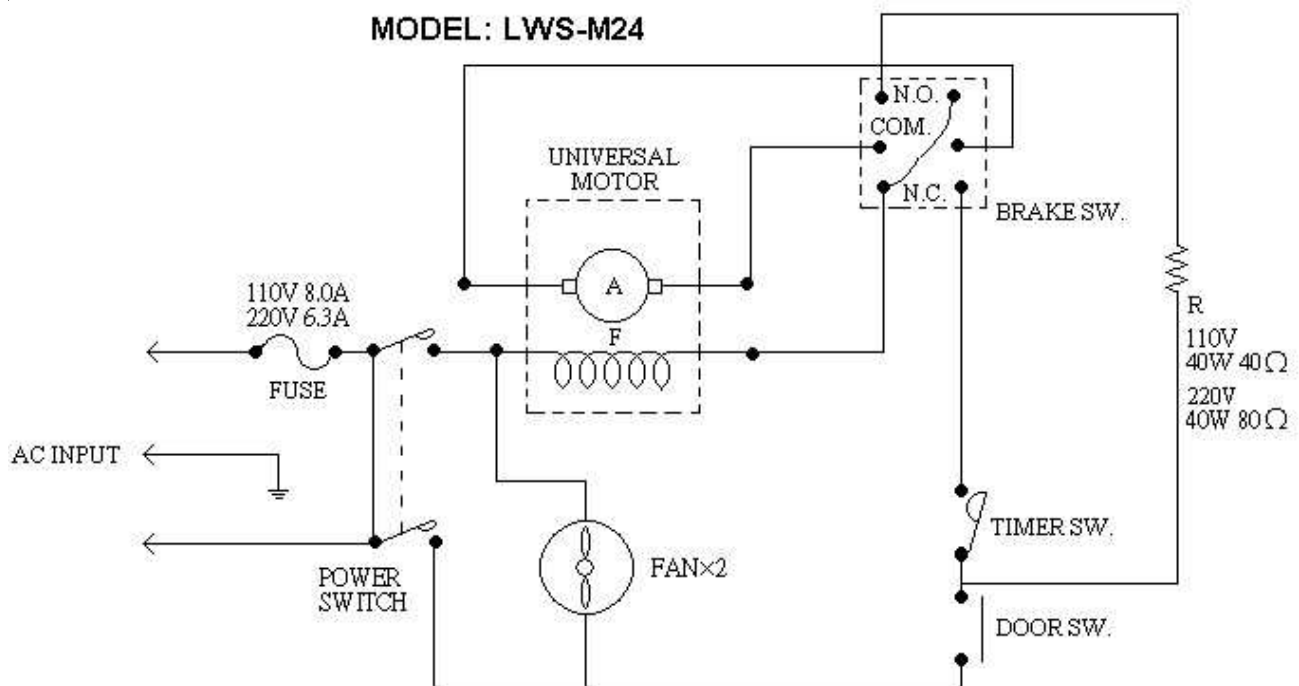 MODEL: LWS-M24
N.O.
COM.
N.C.
BRAKE SW.
UNIVERSAL
MOTOR
A
F
110V 8.0A
220V 6.3A
FUSE
R
110V
40W 40Ω
220V
40W 80Ω
AC INPUT
POWER
SWITCH
FAN×2
TIMER SW.
DOOR SW.